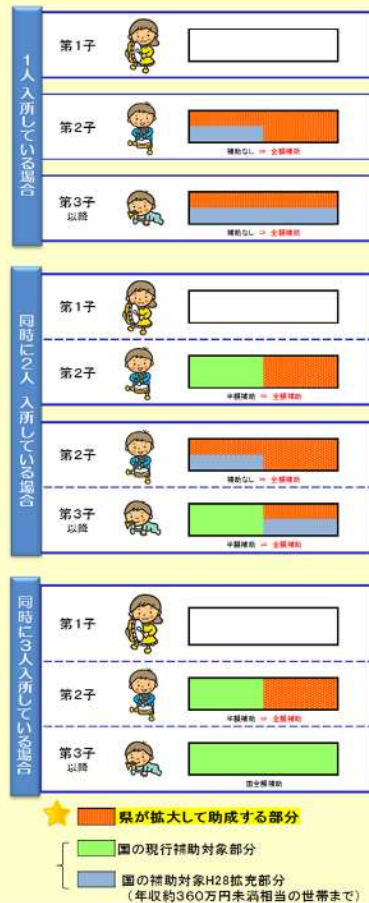 1人入所している場合
第1子
第2子
補助なし ⇒ 全額補助
第3子
以降
補助なし ⇒ 全額補助
同時に2人 入所している場合
第1子
第2子
半額補助 ⇒ 全額補助
第2子
補助なし ⇒ 全額補助
第3子
以降
半額補助 ⇒ 全額補助
同時に3人入所している場合
第1子
第2子
半額補助 ⇒ 全額補助
第3子
以降
国全額補助
県が拡大して助成する部分
国の現行補助対象部分
国の補助対象H28拡充部分
(年収約360万円未満相当の世帯まで)